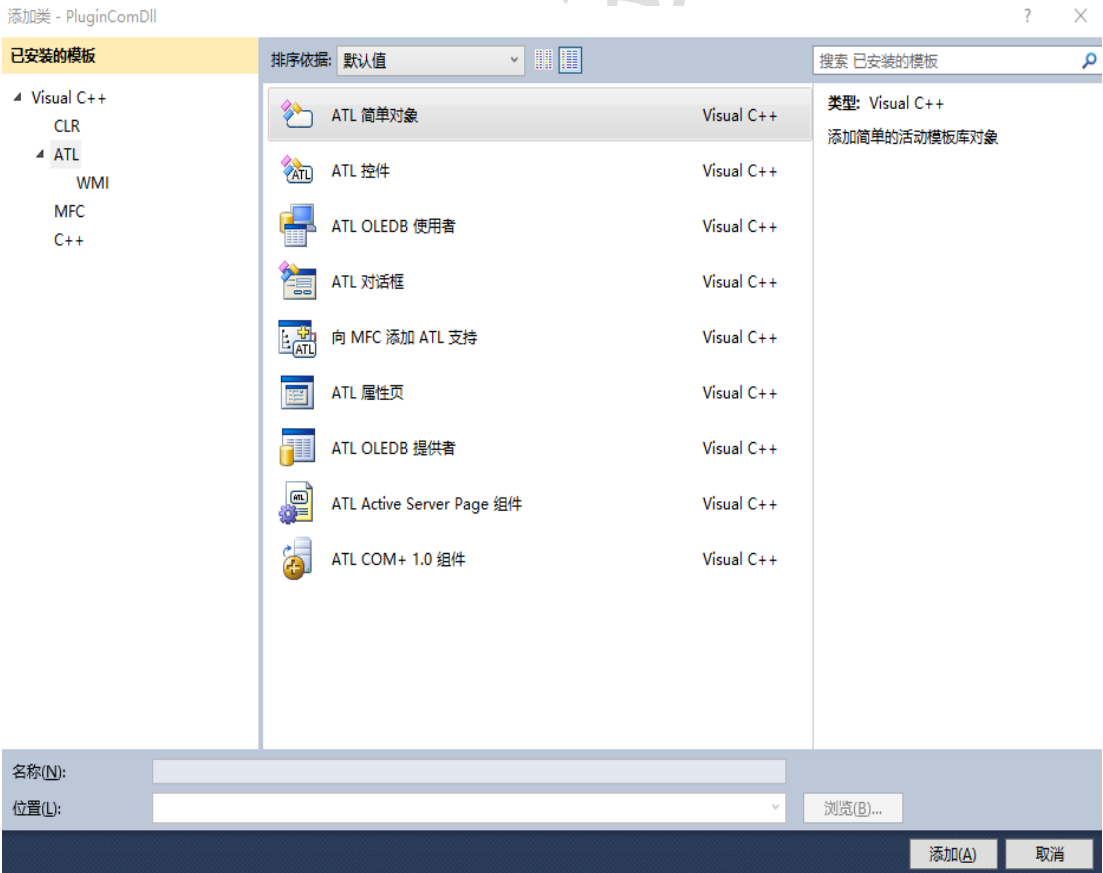 添加类 - PluginComDll
?
已安装的模板
排序依据: 默认值
搜索 已安装的模板
Visual C++
CLR
ATL
WMI
MFC
C++
ATL 简单对象 Visual C++
ATL 控件 Visual C++
ATL OLEDB 使用者 Visual C++
ATL 对话框 Visual C++
向 MFC 添加 ATL 支持 Visual C++
ATL 属性页 Visual C++
ATL OLEDB 提供者 Visual C++
ATL Active Server Page 组件 Visual C++
ATL COM+ 1.0 组件 Visual C++
类型: Visual C++
添加简单的活动模板库对象
名称(N):
位置(L):
浏览(B)...
添加(A)
取消